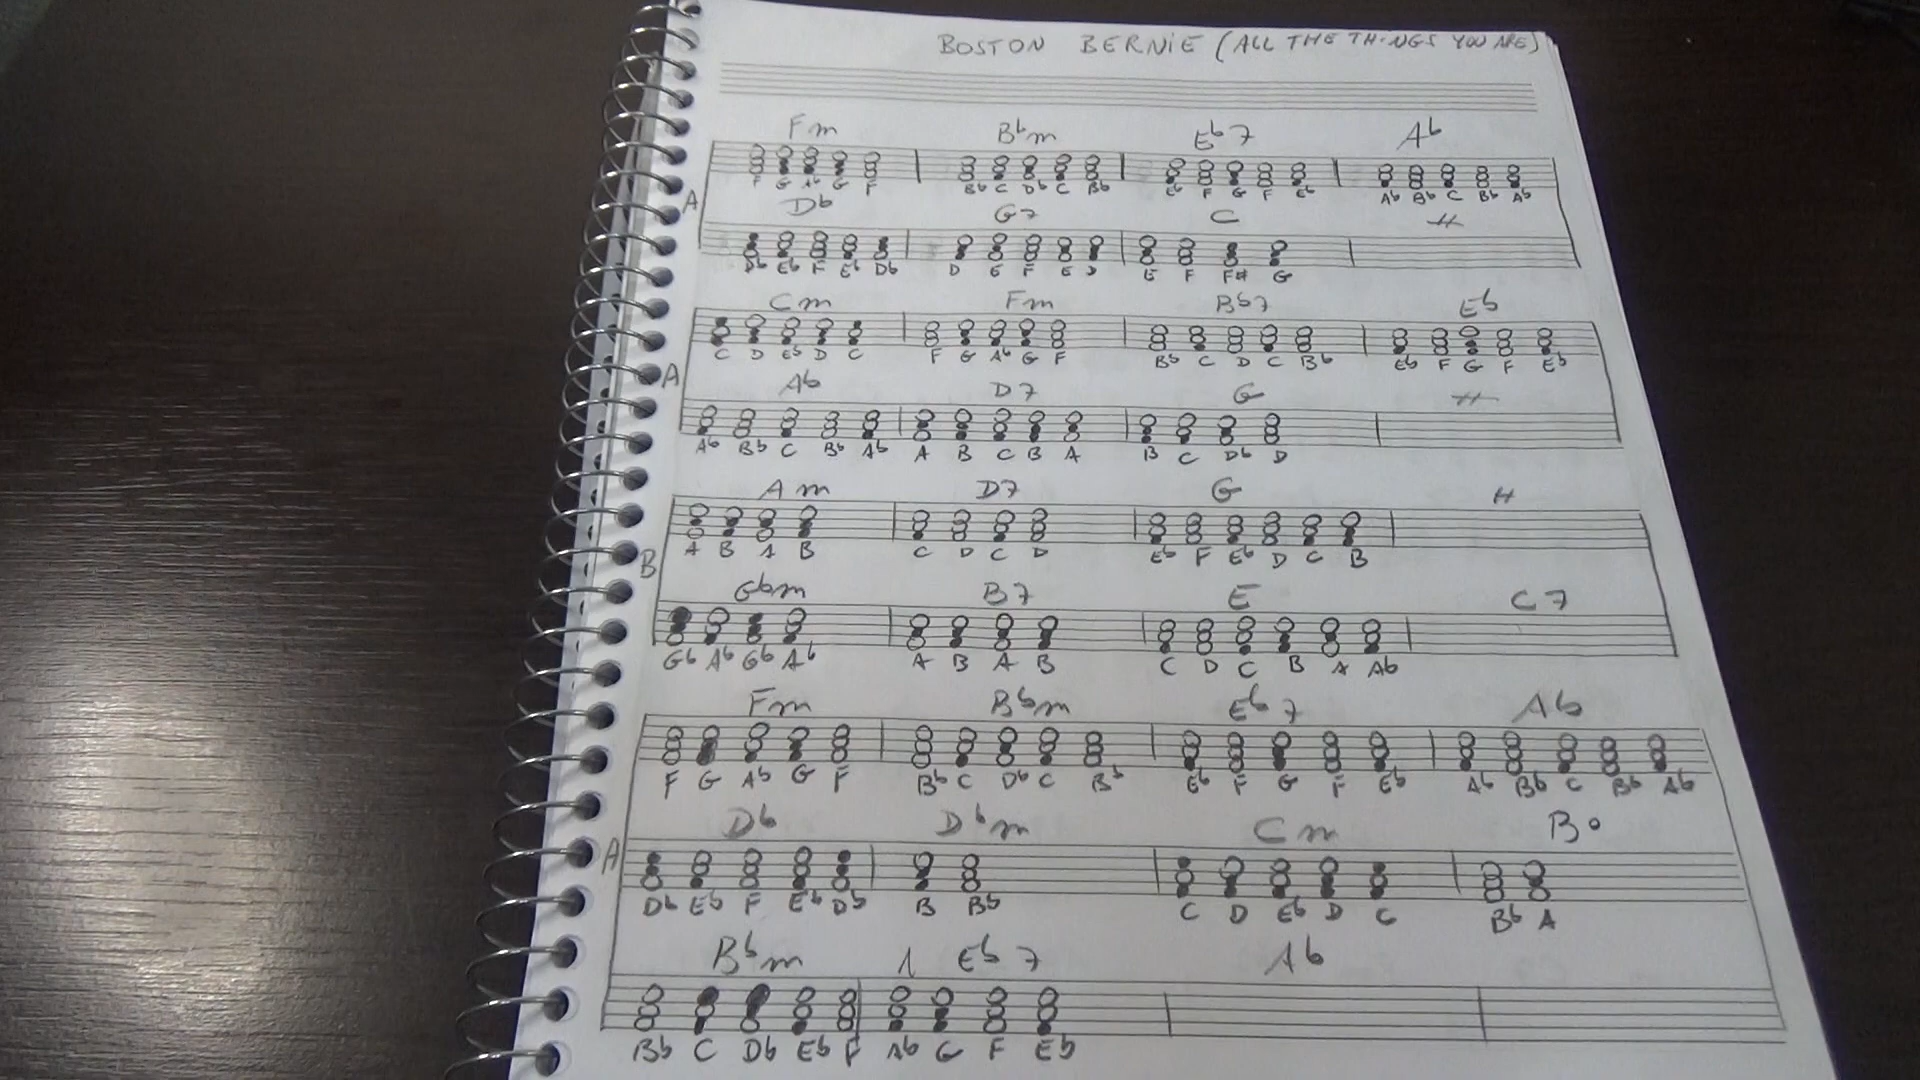 BOSTON BERNIE (ALL THE THINGS YOU ARE)
Fm Bbm Eb7 Ab
F G Ab G F Bb C Db C Bb Eb F G F Eb Ab Bb C Bb Ab
A
Db G7 C
Db Eb F Eb Db D E F E D E F F# G
Cm Fm Bb7 Eb
C D Eb D C F G Ab G F Bb C D C Bb Eb F G F Eb
A
Ab D7 G
Ab Bb C Bb Ab A B C B A B C Db D
Am D7 G
A B A B C D C D Eb F Eb D C B
B
Gbm B7 E C7
Gb Ab Gb Ab A B A B C D C B A Ab
Fm Bbm Eb7 Ab
F G Ab G F Bb C Db C Bb Eb F G F Eb Ab Bb C Bb Ab
Db Dbm Cm Bo
A
Db Eb F Eb Db B Bb C D Eb D C Bb A
Bbm Eb7 Ab
Bb C Db Eb F Ab G F Eb